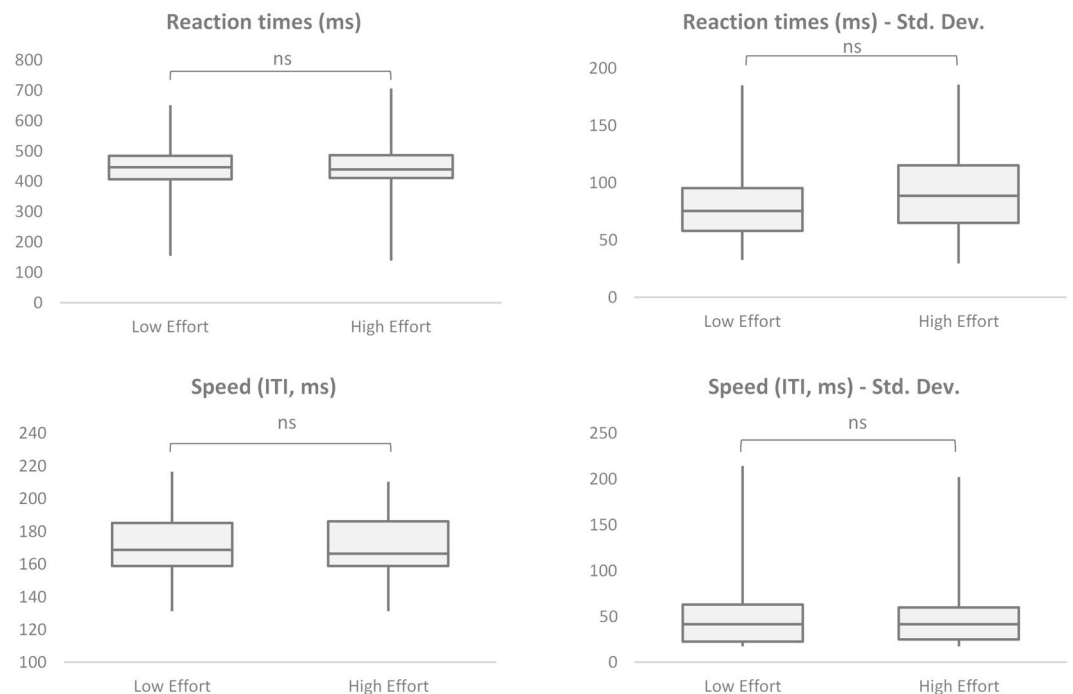 Reaction times (ms)
ns
800
700
600
500
400
300
200
100
0
Low Effort High Effort
Reaction times (ms) - Std. Dev.
ns
200
150
100
50
0
Low Effort High Effort
Speed (ITI, ms)
ns
240
220
200
180
160
140
120
100
Low Effort High Effort
Speed (ITI, ms) - Std. Dev.
ns
250
200
150
100
50
0
Low Effort High Effort